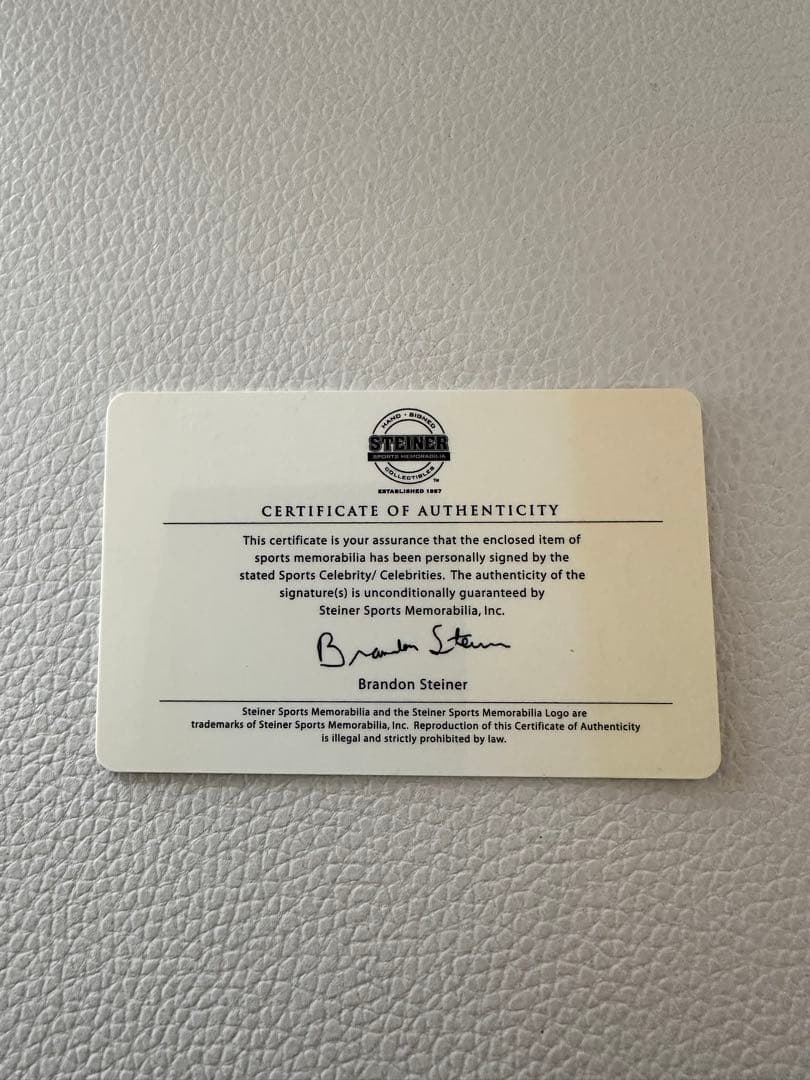 HAND · SIGNED
STEINER
SPORTS MEMORABILIA
COLLECTIBLES
TM
ESTABLISHED 1987
CERTIFICATE OF AUTHENTICITY
This certificate is your assurance that the enclosed item of
sports memorabilia has been personally signed by the
stated Sports Celebrity/ Celebrities. The authenticity of the
signature(s) is unconditionally guaranteed by
Steiner Sports Memorabilia, Inc.
Brandon Steiner
Brandon Steiner
Steiner Sports Memorabilia and the Steiner Sports Memorabilia Logo are
trademarks of Steiner Sports Memorabilia, Inc. Reproduction of this Certificate of Authenticity
is illegal and strictly prohibited by law.